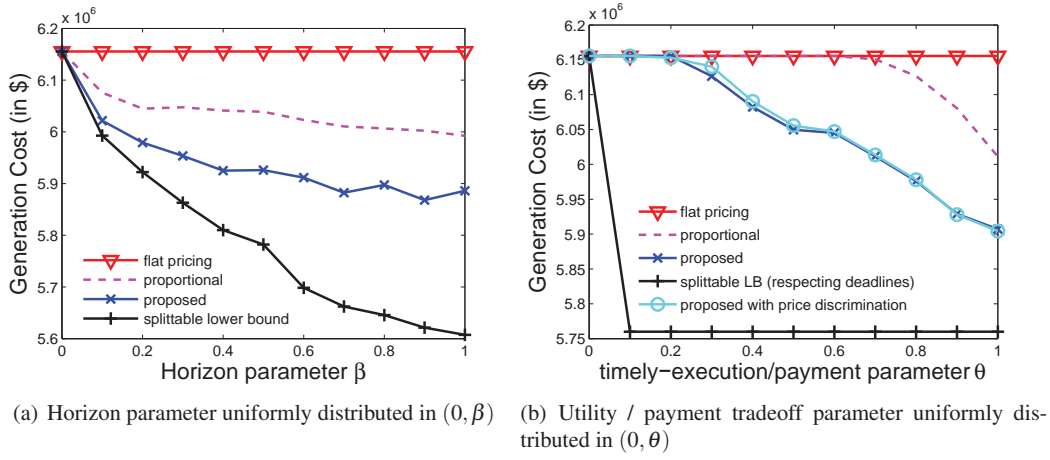 x 10⁶
6.2
6.1
6
5.9
5.8
5.7
5.6
Generation Cost (in $)
flat pricing
proportional
proposed
splittable lower bound
0 0.2 0.4 0.6 0.8 1
Horizon parameter β
(a) Horizon parameter uniformly distributed in (0, β)
x 10⁶
6.2
6.15
6.1
6.05
6
5.95
5.9
5.85
5.8
5.75
Generation Cost (in $)
flat pricing
proportional
proposed
splittable LB (respecting deadlines)
proposed with price discrimination
0 0.2 0.4 0.6 0.8 1
timely−execution/payment parameter θ
(b) Utility / payment tradeoff parameter uniformly dis-
tributed in (0, θ)